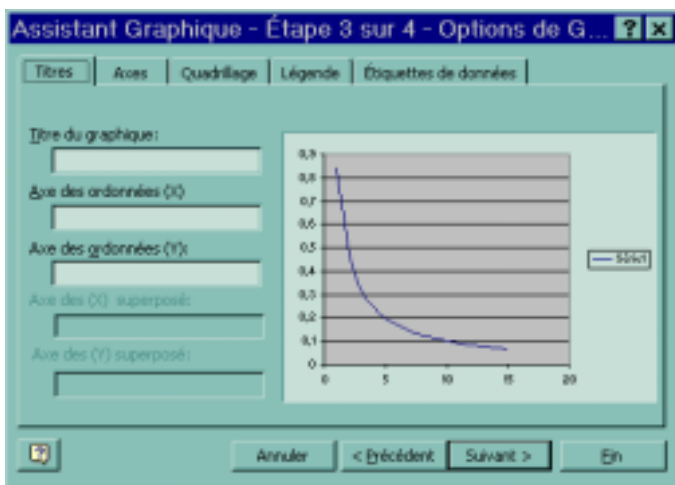 Assistant Graphique - Étape 3 sur 4 - Options de G...
Titres
Axes
Quadrillage
Légende
Étiquettes de données
Titre du graphique:
Axe des ordonnées (X)
Axe des ordonnées (Y):
Axe des (X) superposé:
Axe des (Y) superposé:
0,9
0,8
0,7
0,6
0,5
0,4
0,3
0,2
0,1
0
0 5 10 15 20
Série1
Annuler
< Précédent
Suivant >
Fin